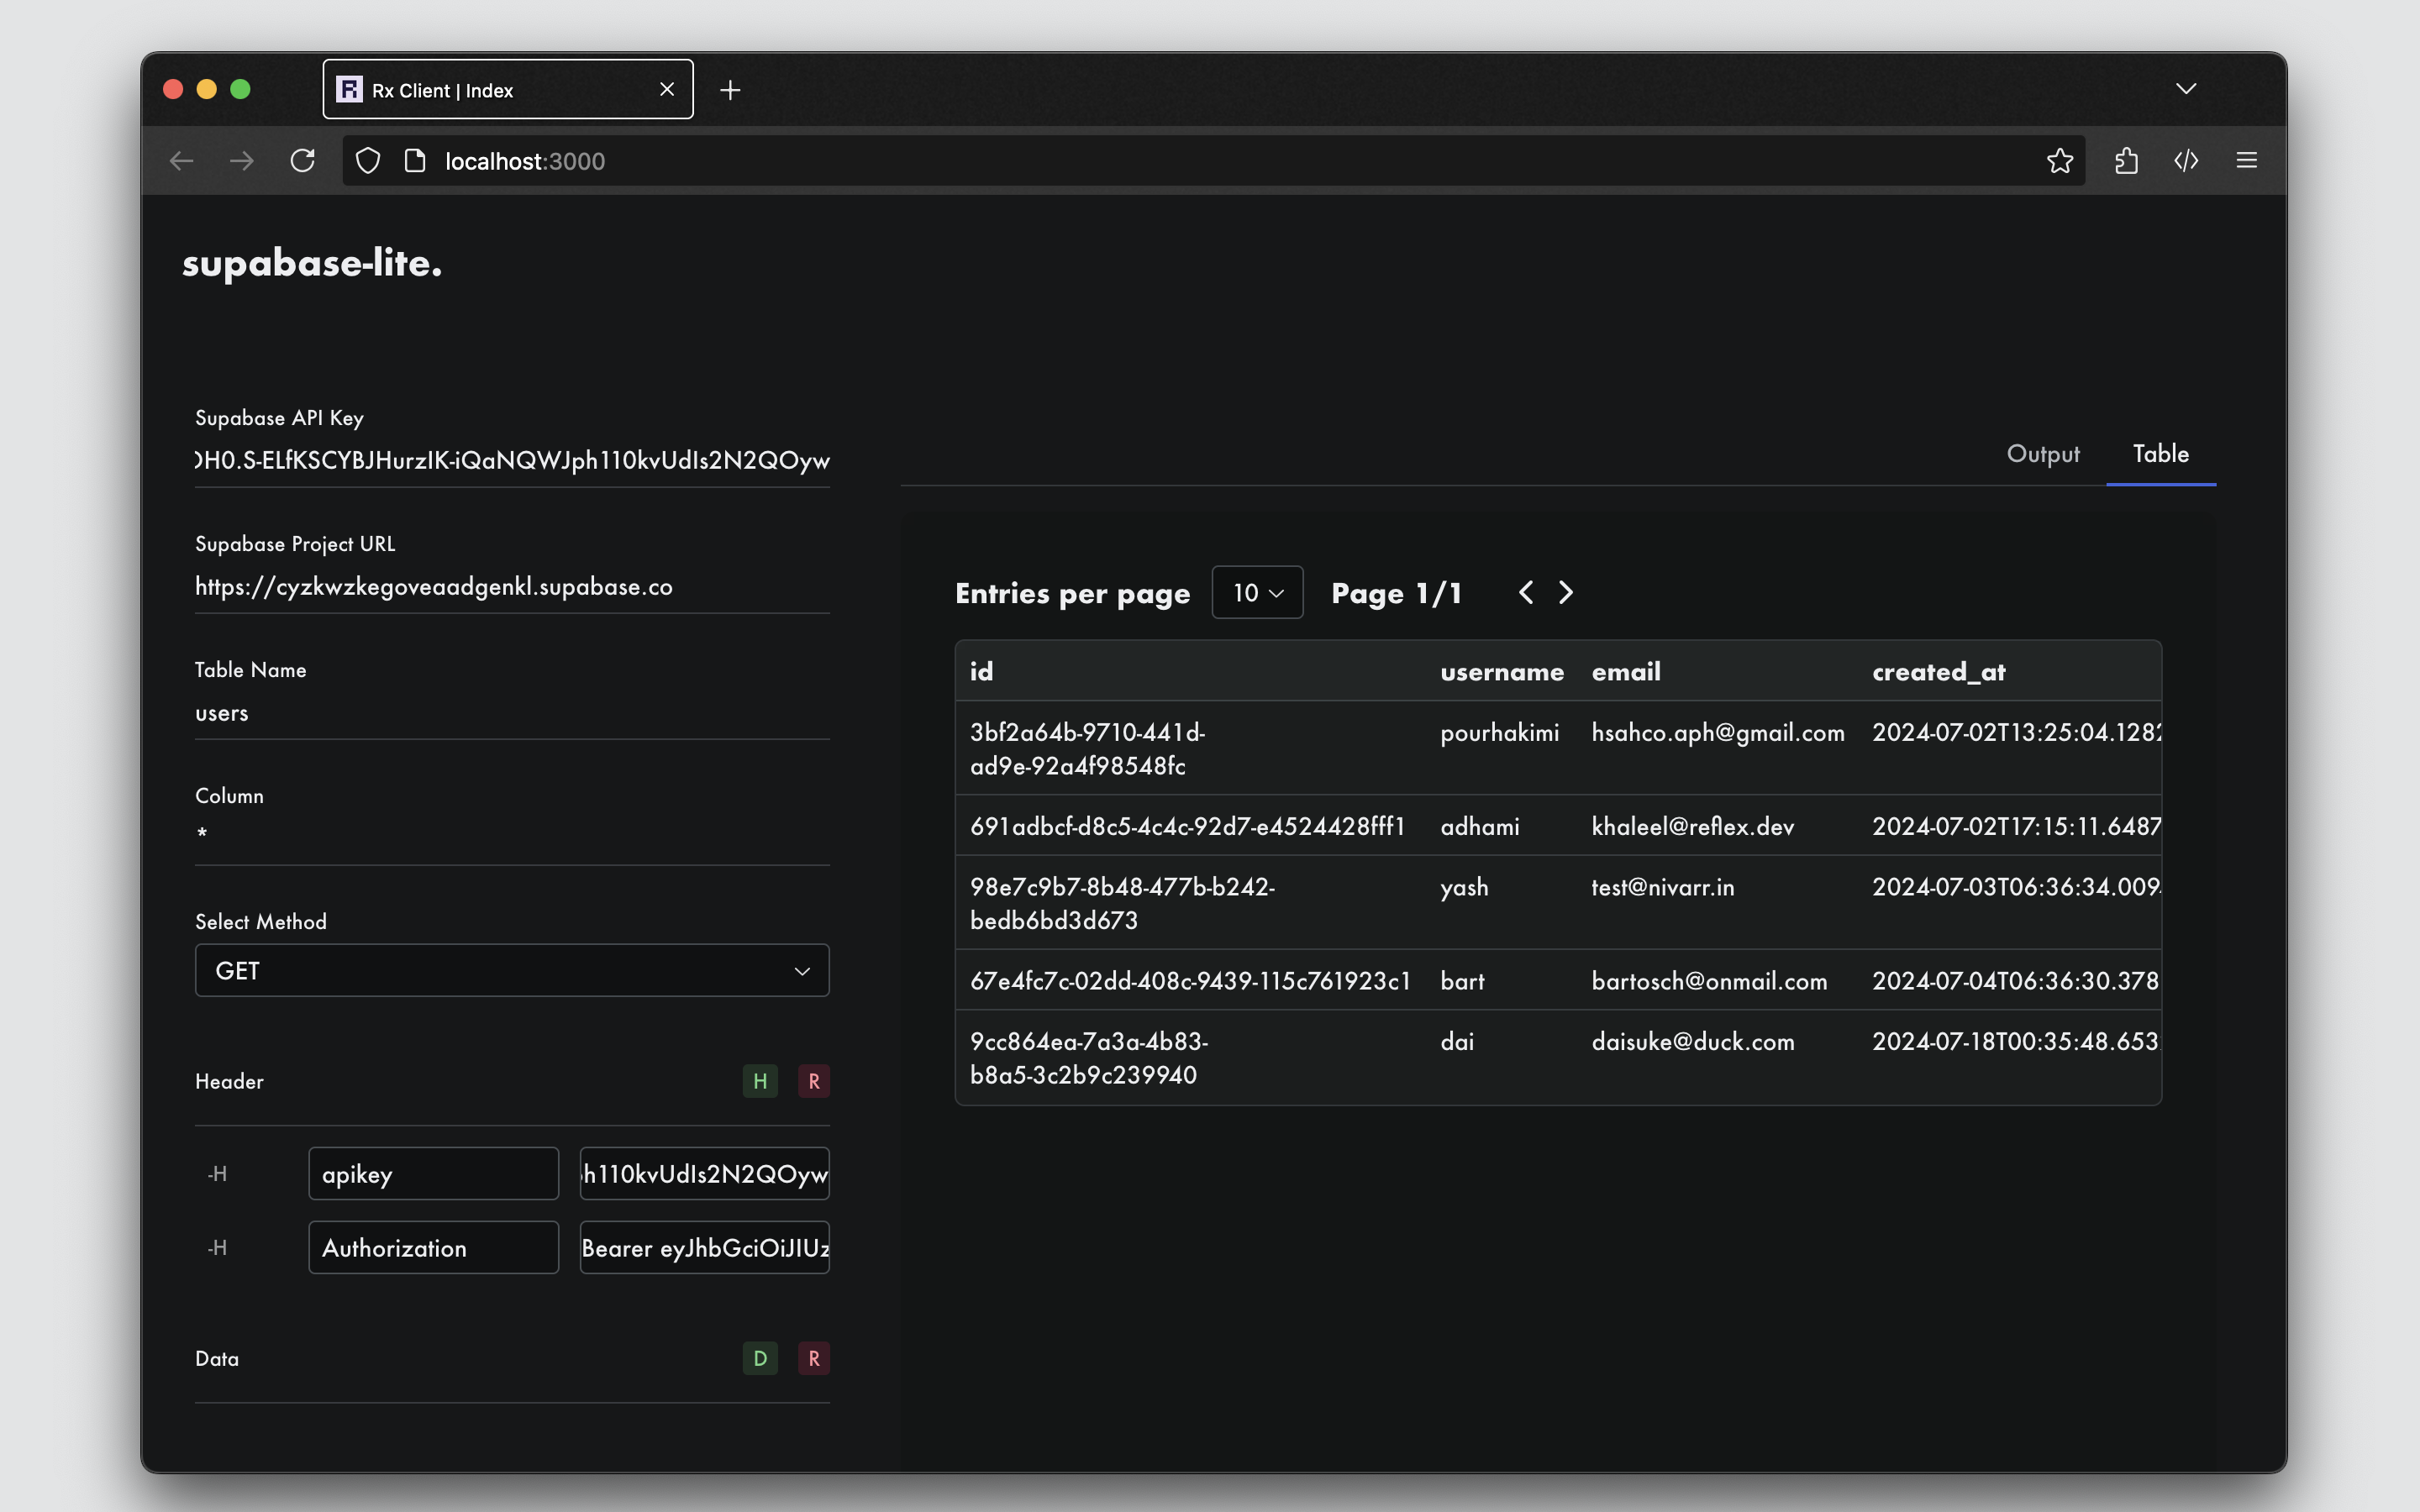 Rx Client | Index
localhost:3000
supabase-lite.
Supabase API Key
H0.S-ELfKSCYBJHurzIK-iQaNQWJph110kvUdIs2N2QOyw
Supabase Project URL
https://cyzkwzkegoveaadgenkl.supabase.co
Table Name
users
Column
*
Select Method
GET
Header
H R
-H apikey h110kvUdIs2N2QOyw
-H Authorization Bearer eyJhbGciOiJIUz
Data
D R
Output Table
Entries per page 10 Page 1/1
id username email created_at
3bf2a64b-9710-441d-
ad9e-92a4f98548fc pourhakimi hsahco.aph@gmail.com 2024-07-02T13:25:04.1282
691adbcf-d8c5-4c4c-92d7-e4524428fff1 adhami khaleel@reflex.dev 2024-07-02T17:15:11.6487
98e7c9b7-8b48-477b-b242-
bedb6bd3d673 yash test@nivarr.in 2024-07-03T06:36:34.009
67e4fc7c-02dd-408c-9439-115c761923c1 bart bartosch@onmail.com 2024-07-04T06:36:30.378
9cc864ea-7a3a-4b83-
b8a5-3c2b9c239940 dai daisuke@duck.com 2024-07-18T00:35:48.653